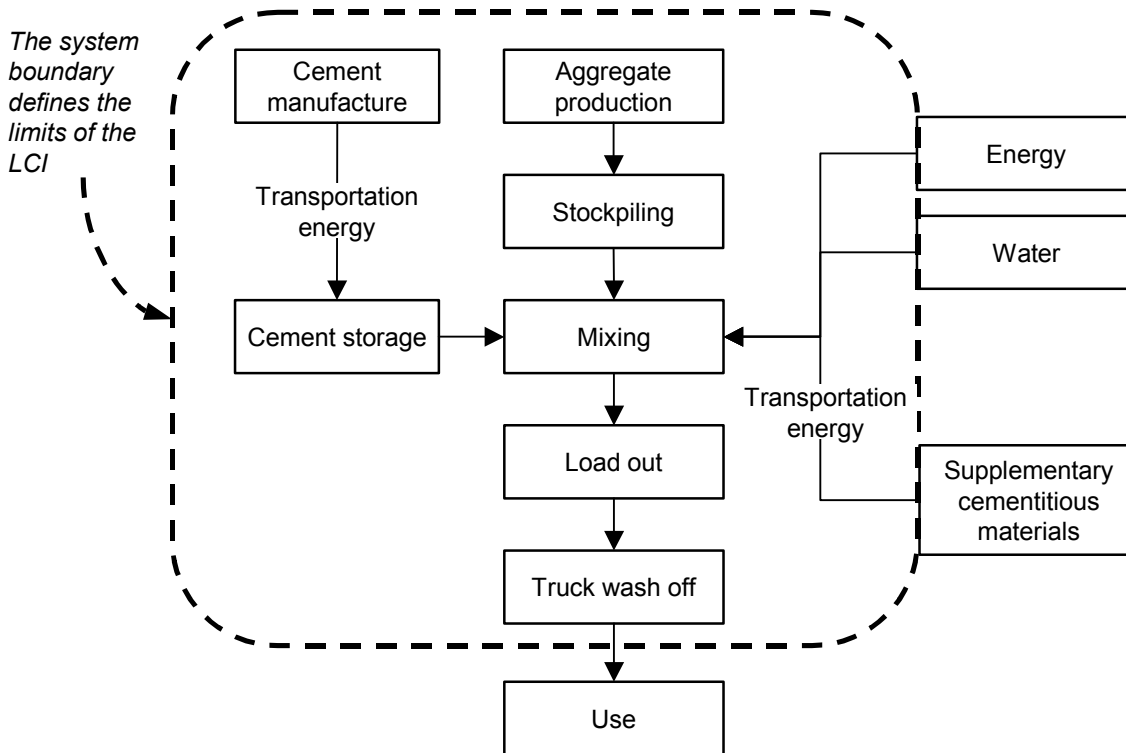 The system
boundary
defines the
limits of the
LCI
Cement
manufacture
Aggregate
production
Energy
Transportation
energy
Stockpiling
Water
Cement storage
Mixing
Transportation
energy
Load out
Supplementary
cementitious
materials
Truck wash off
Use